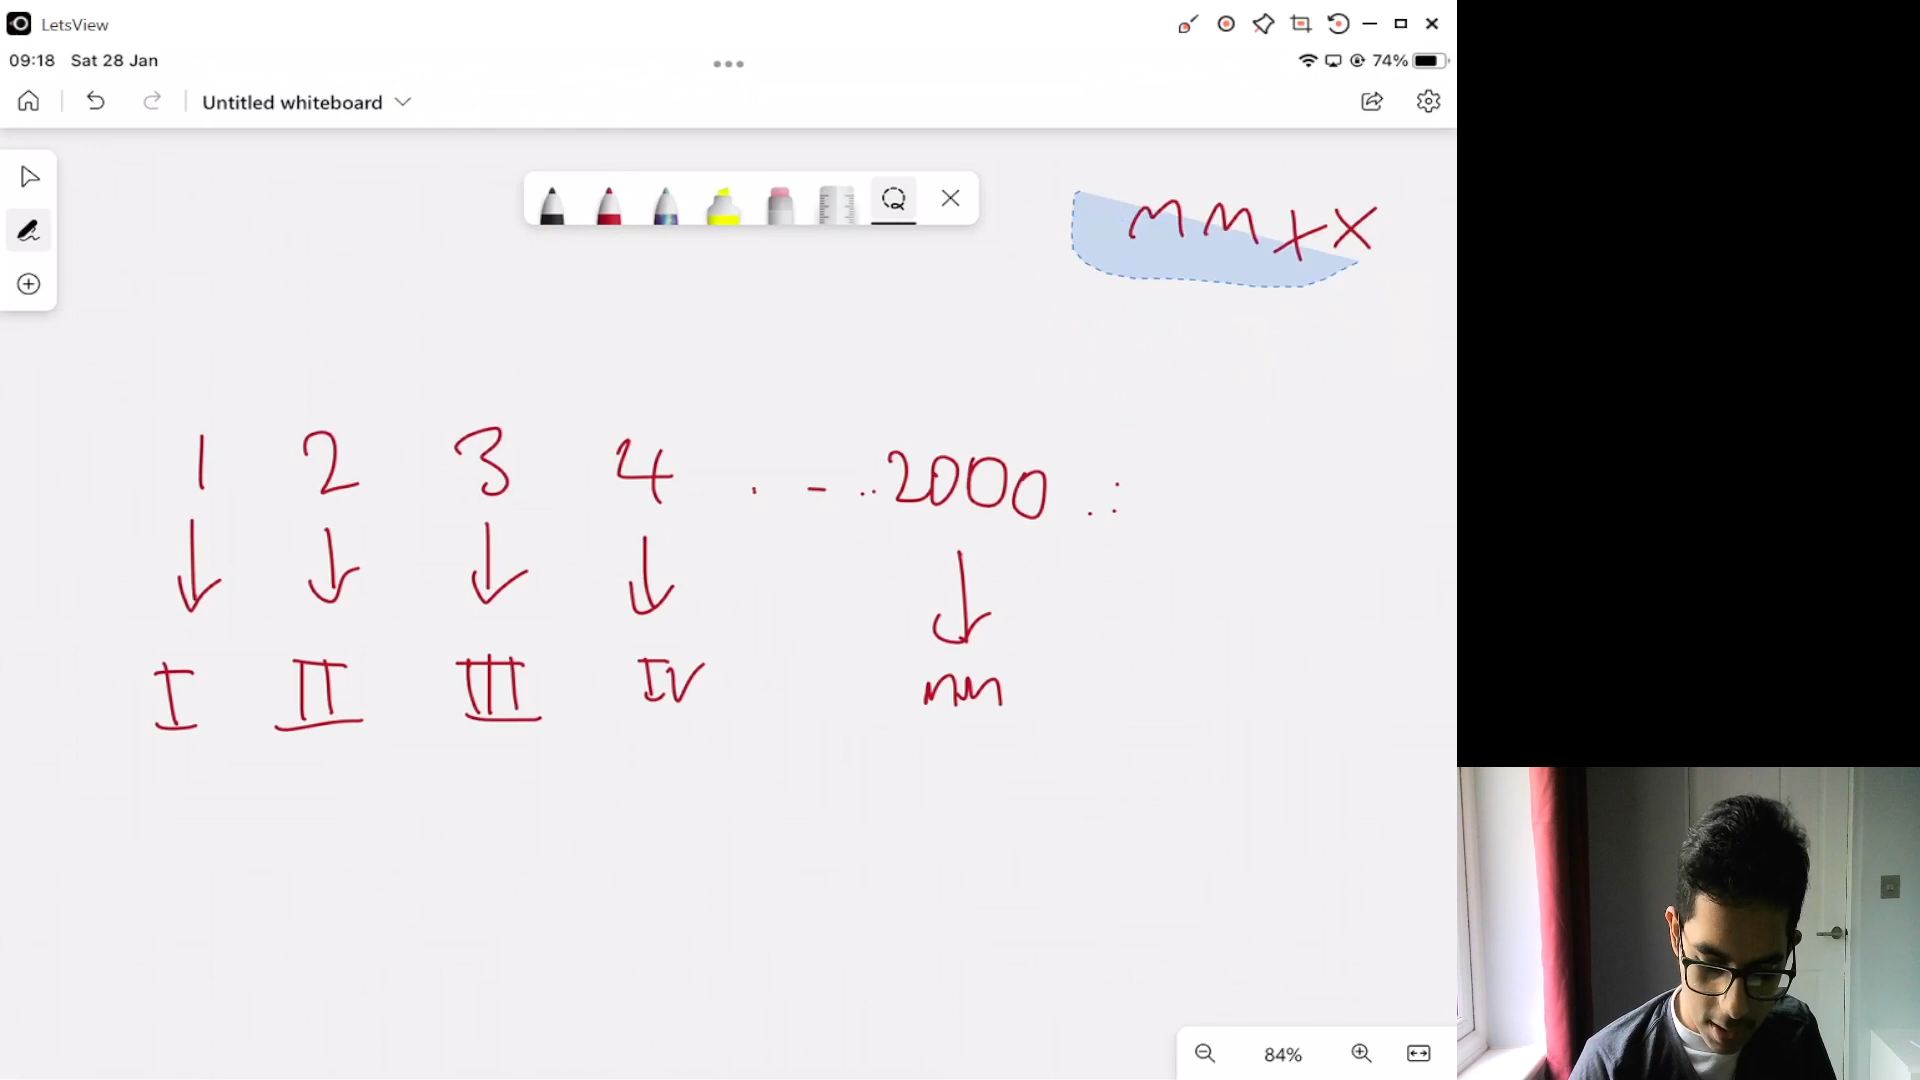 LetsView
09:18 Sat 28 Jan
74%
Untitled whiteboard
MMXX
1 2 3 4 . - .. 2000 . :
I II III IV MM
84%